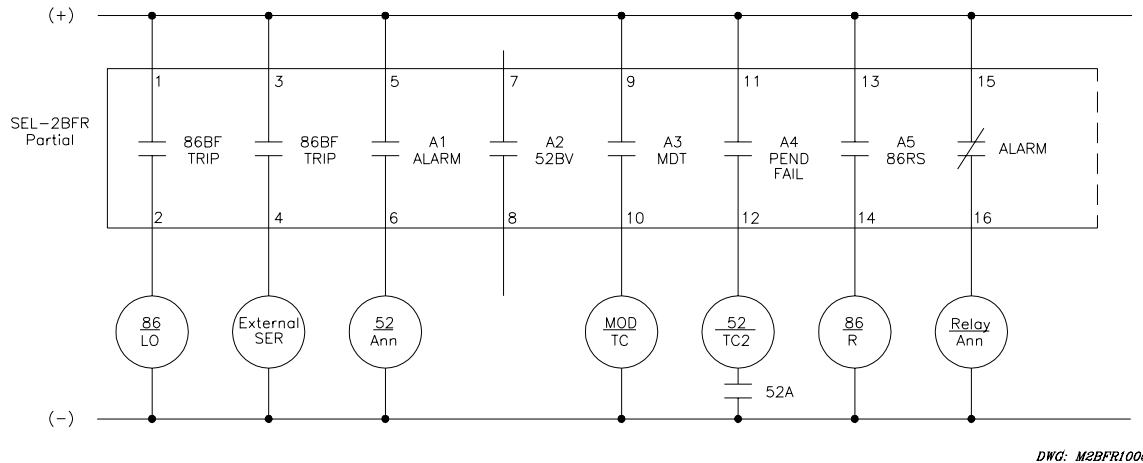 (+)
1
3
5
7
9
11
13
15
SEL-2BFR
Partial
86BF
TRIP
86BF
TRIP
A1
ALARM
A2
52BV
A3
MDT
A4
PEND
FAIL
A5
86RS
ALARM
2
4
6
8
10
12
14
16
86
LO
External
SER
52
Ann
MOD
TC
52
TC2
86
R
Relay
Ann
52A
(-)